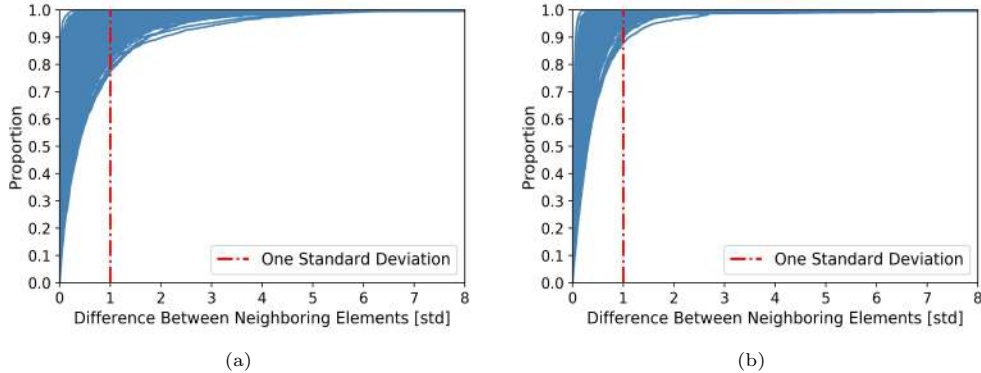 1.0
0.9
0.8
0.7
0.6
0.5
0.4
0.3
0.2
0.1
0.0
Proportion
One Standard Deviation
0 1 2 3 4 5 6 7 8
Difference Between Neighboring Elements [std]
(a)
1.0
0.9
0.8
0.7
0.6
0.5
0.4
0.3
0.2
0.1
0.0
Proportion
One Standard Deviation
0 1 2 3 4 5 6 7 8
Difference Between Neighboring Elements [std]
(b)